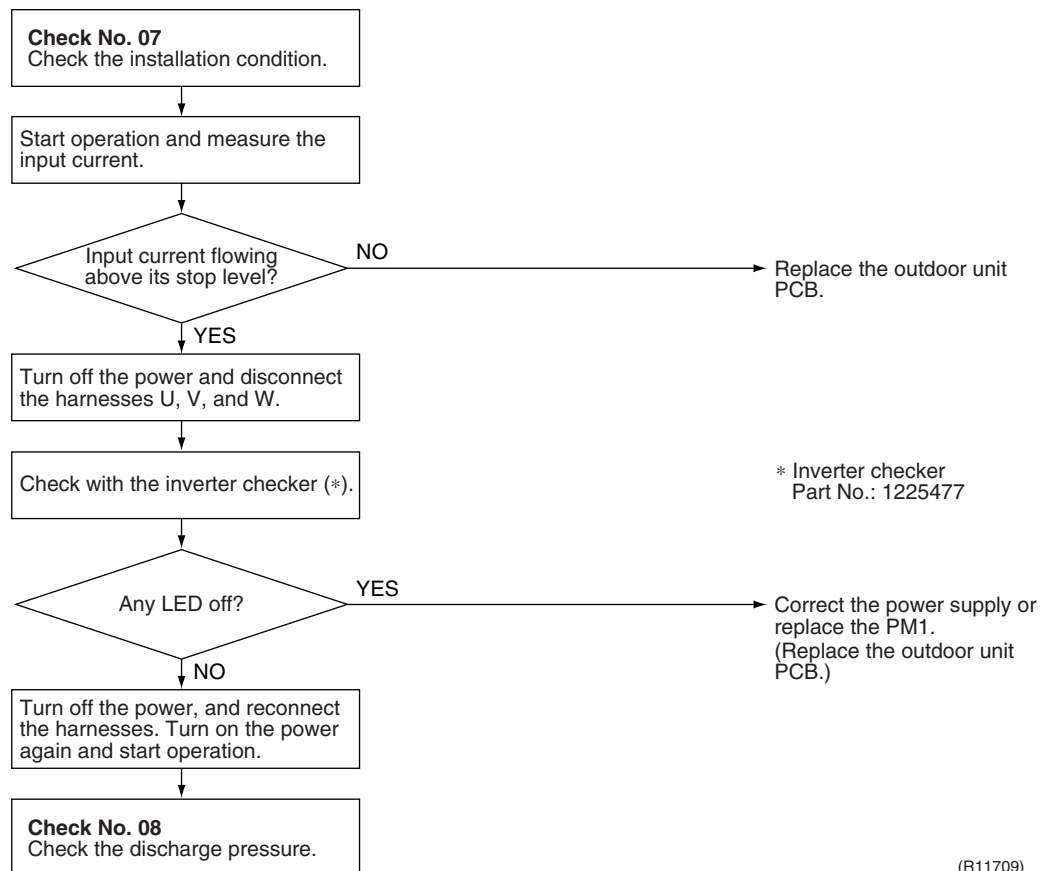 Check No. 07
Check the installation condition.
Start operation and measure the
input current.
Input current flowing
above its stop level?
NO
Replace the outdoor unit
PCB.
YES
Turn off the power and disconnect
the harnesses U, V, and W.
Check with the inverter checker (*).
* Inverter checker
Part No.: 1225477
Any LED off?
YES
Correct the power supply or
replace the PM1.
(Replace the outdoor unit
PCB.)
NO
Turn off the power, and reconnect
the harnesses. Turn on the power
again and start operation.
Check No. 08
Check the discharge pressure.
(R11709)